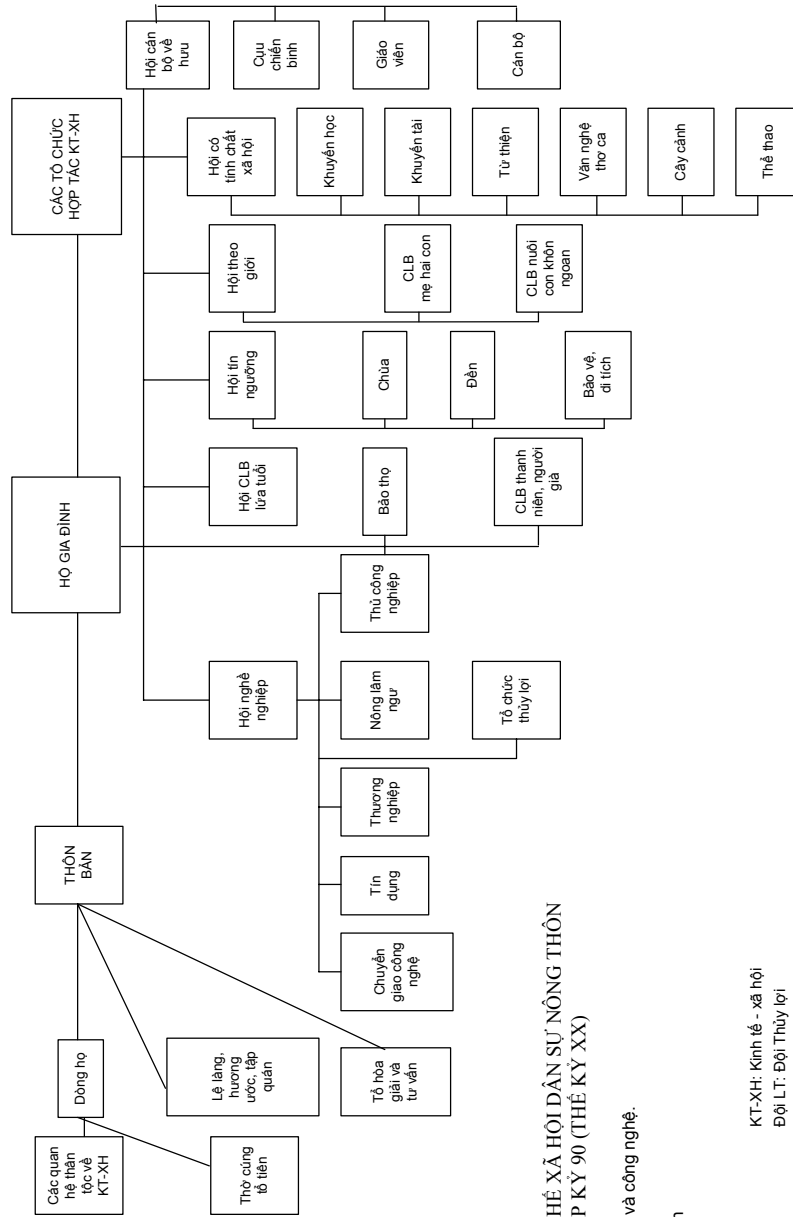 CÁC TỔ CHỨC
HỢP TÁC KT-XH
HỘ GIA ĐÌNH
THÔN
BẢN
Hội cán
bộ về
hưu
Cựu
chiến
binh
Giáo
viên
Cán bộ
Hội có
tính chất
xã hội
Khuyến học
Khuyến tài
Từ thiện
Văn nghệ
thơ ca
Cây cảnh
Thể thao
Hội theo
giới
CLB
mẹ hai con
CLB nuôi
con khôn
ngoan
Hội tín
ngưỡng
Chùa
Đền
Bảo vệ,
di tích
Hội CLB
lứa tuổi
Bảo thọ
CLB thanh
niên, người
già
Hội nghề
nghiệp
Thủ công
nghiệp
Nông lâm
ngư
Tổ chức
thủy lợi
Thương
nghiệp
Tín
dụng
Chuyển
giao công
nghệ
Dòng họ
Lệ làng,
hương
ước, tập
quán
Tổ hòa
giải và
tư vấn
Các quan
hệ thân
tộc về
KT-XH
Thờ cúng
tổ tiên
HẾ XÃ HỘI DÂN SỰ NÔNG THÔN
P KỶ 90 (THẾ KỶ XX)
và công nghệ.
n
KT-XH: Kinh tế - xã hội
Đội LT: Đội Thủy lợi